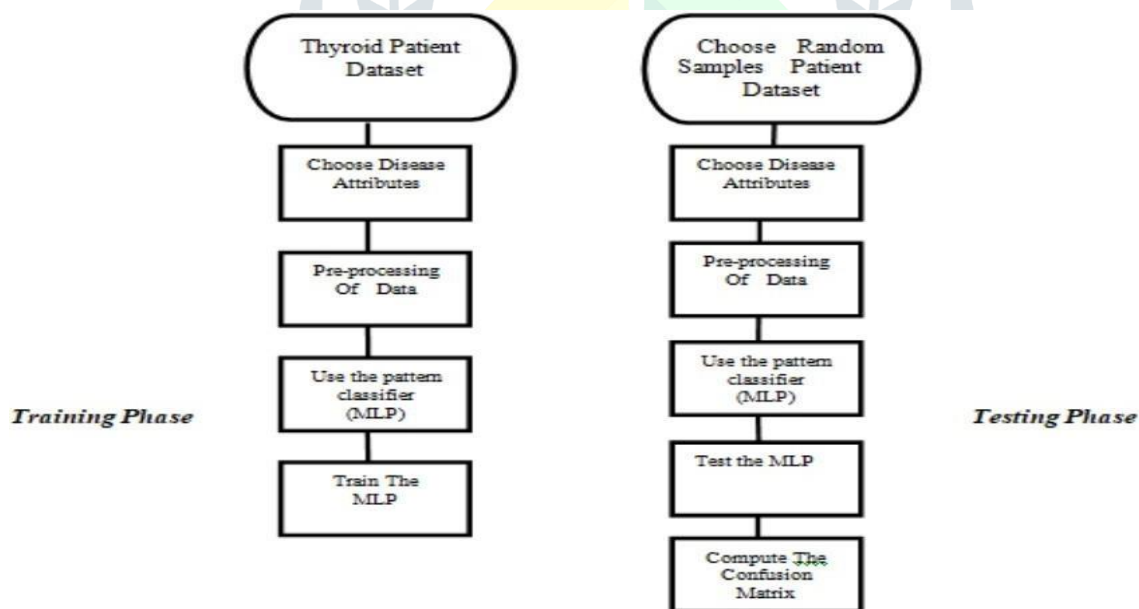 Thyroid Patient
Dataset
Choose Disease
Attributes
Pre-processing
Of Data
Use the pattern
classifier
(MLP)
Train The
MLP
Training Phase
Choose Random
Samples Patient
Dataset
Choose Disease
Attributes
Pre-processing
Of Data
Use the pattern
classifier
(MLP)
Test the MLP
Compute The
Confusion
Matrix
Testing Phase